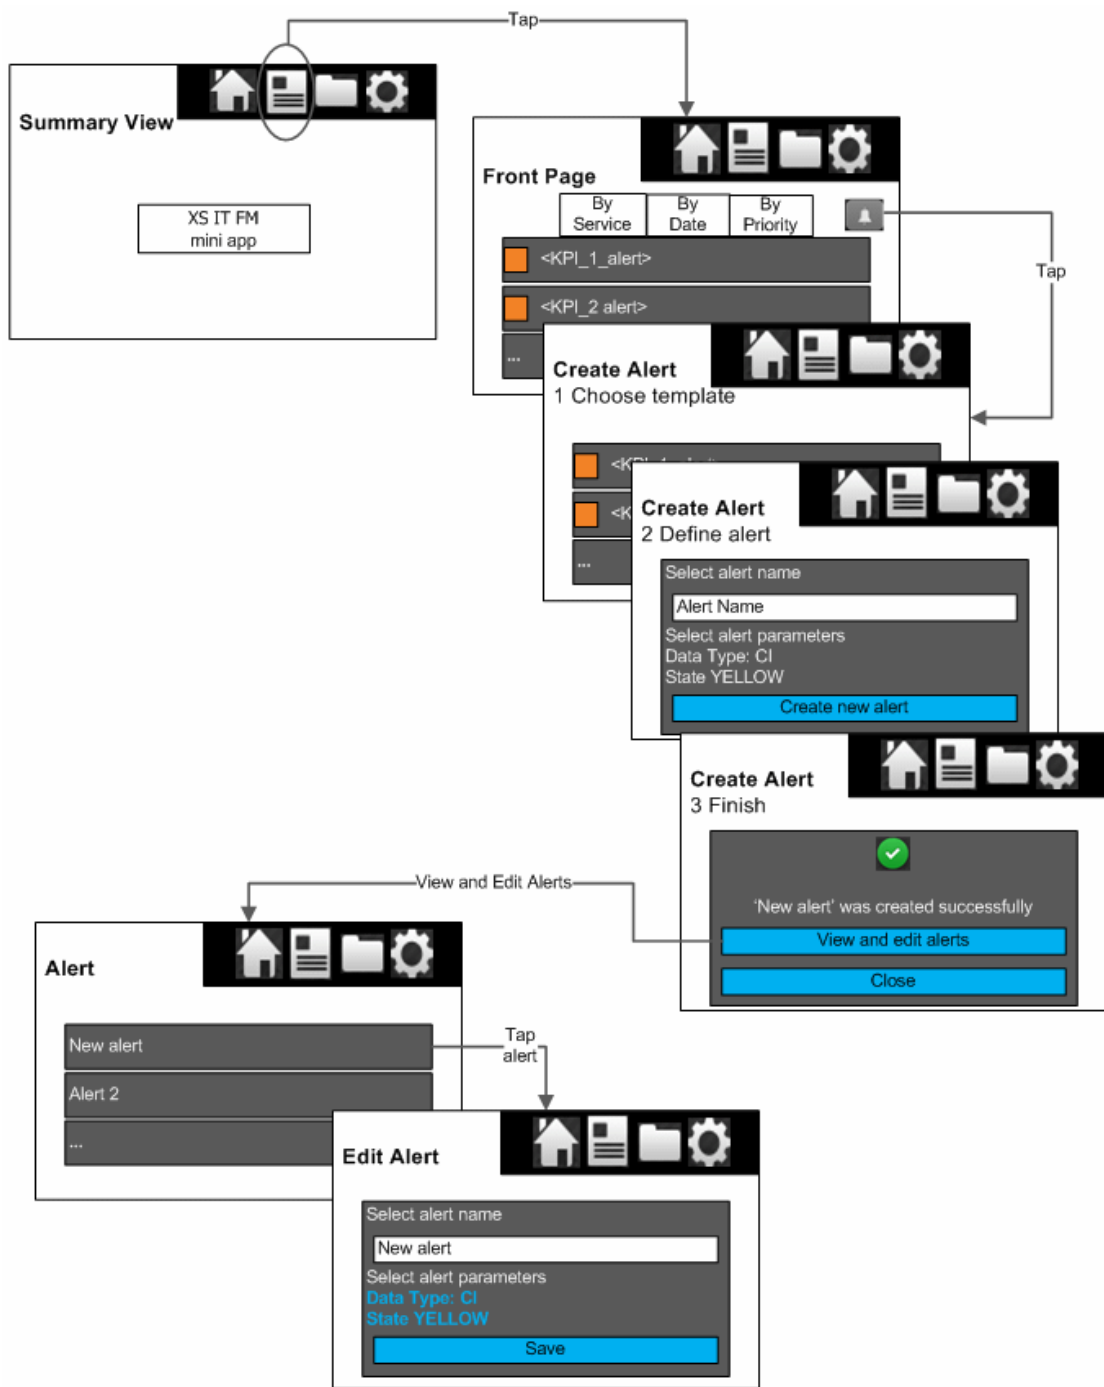 Tap
Summary View
XS IT FM
mini app
Front Page
By
Service
By
Date
By
Priority
<KPI_1_alert>
<KPI_2 alert>
...
Tap
Create Alert
1 Choose template
...
Create Alert
2 Define alert
Select alert name
Alert Name
Select alert parameters
Data Type: CI
State YELLOW
Create new alert
Create Alert
3 Finish
'New alert' was created successfully
View and edit alerts
Close
View and Edit Alerts
Alert
New alert
Alert 2
...
Tap
alert
Edit Alert
Select alert name
New alert
Select alert parameters
Data Type: CI
State YELLOW
Save